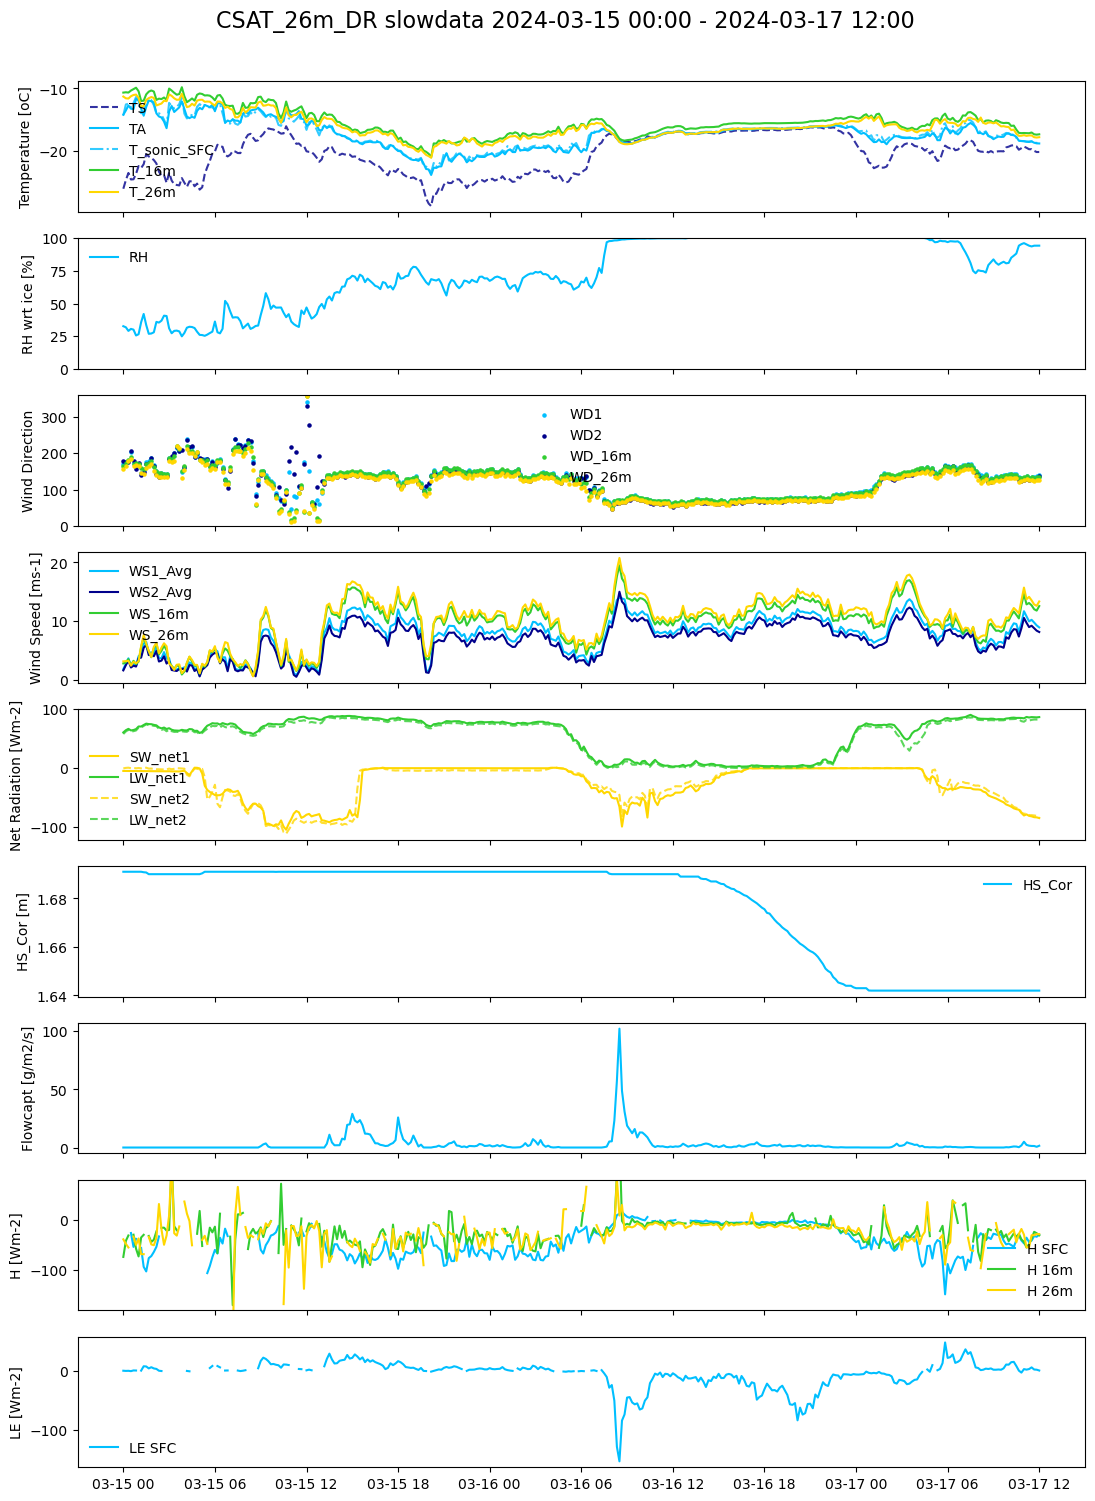 CSAT_26m_DR slowdata 2024-03-15 00:00 - 2024-03-17 12:00
Temperature [oC]
−10
−20
TS
TA
T_sonic_SFC
T_16m
T_26m
RH wrt ice [%]
100
75
50
25
0
RH
Wind Direction
300
200
100
0
WD1
WD2
WD_16m
WD_26m
Wind Speed [ms-1]
20
10
0
WS1_Avg
WS2_Avg
WS_16m
WS_26m
Net Radiation [Wm-2]
100
0
−100
SW_net1
LW_net1
SW_net2
LW_net2
HS_Cor [m]
1.68
1.66
1.64
HS_Cor
Flowcapt [g/m2/s]
100
50
0
H [Wm-2]
0
−100
H SFC
H 16m
H 26m
LE [Wm-2]
0
−100
LE SFC
03-15 00 03-15 06 03-15 12 03-15 18 03-16 00 03-16 06 03-16 12 03-16 18 03-17 00 03-17 06 03-17 12